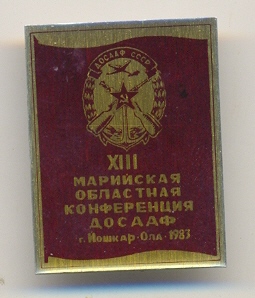 ДОСААФ СССР
XIII
МАРИЙСКАЯ
ОБЛАСТНАЯ
КОНФЕРЕНЦИЯ
ДОСААФ
г. Йошкар-Ола·1983